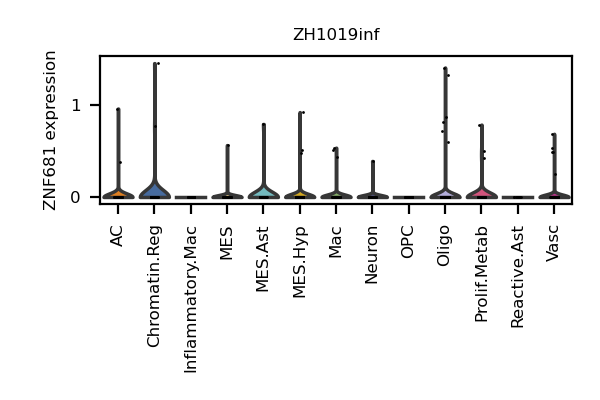 ZH1019inf
ZNF681 expression
1
0
AC
Chromatin.Reg
Inflammatory.Mac
MES
MES.Ast
MES.Hyp
Mac
Neuron
OPC
Oligo
Prolif.Metab
Reactive.Ast
Vasc